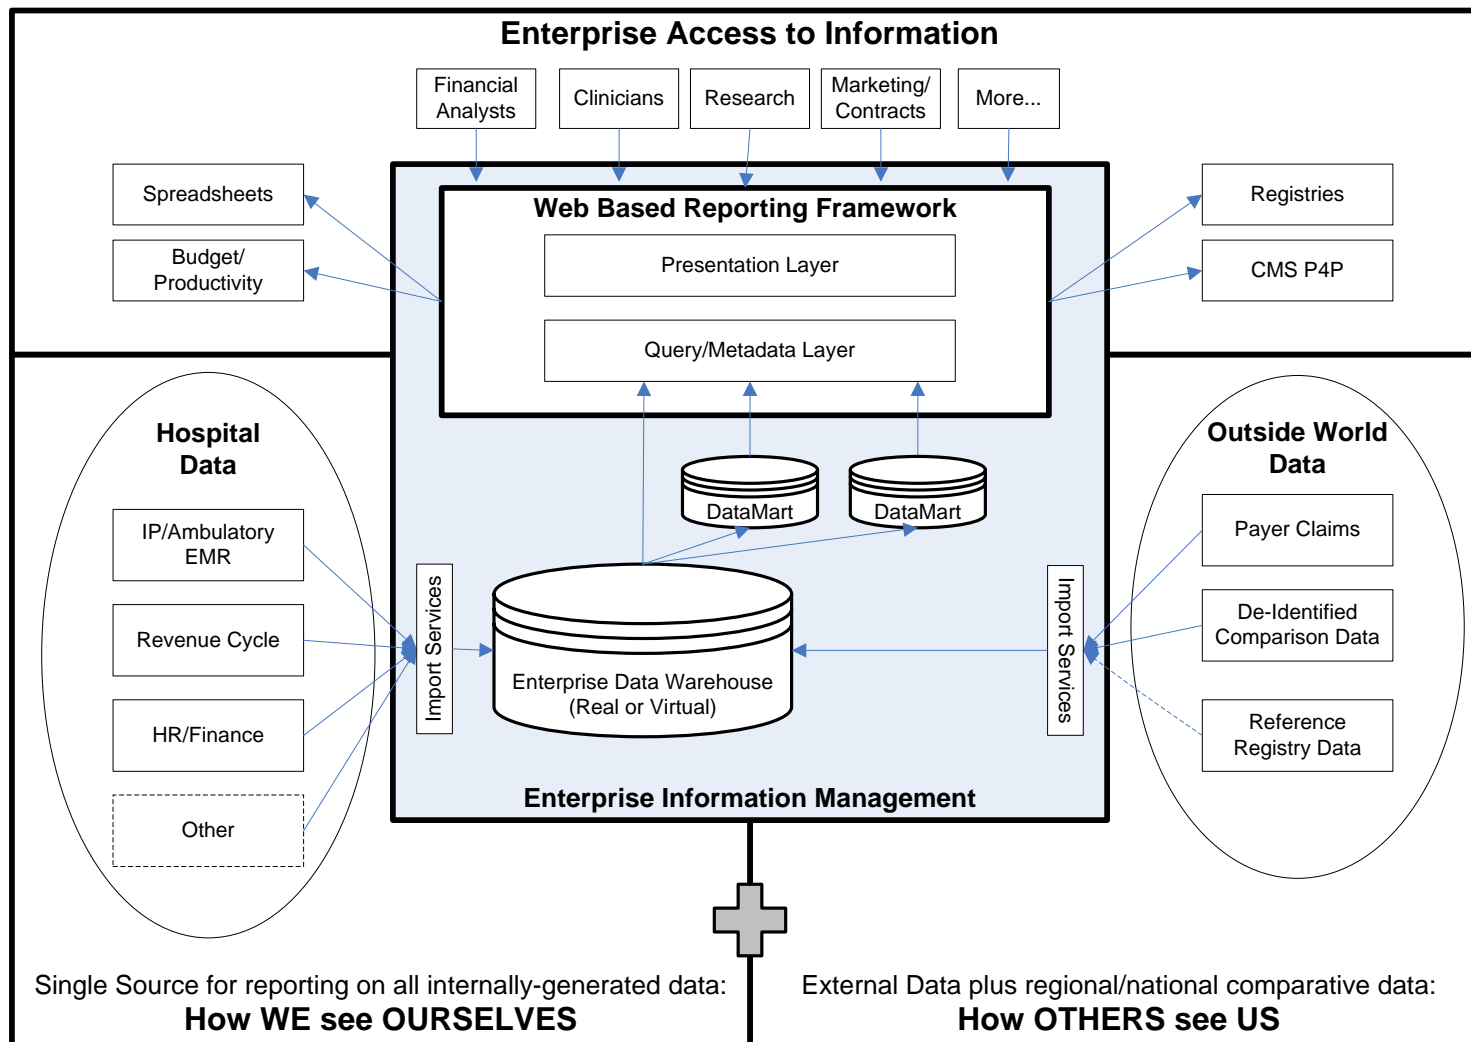 Enterprise Access to Information
Financial
Analysts
Clinicians
Research
Marketing/
Contracts
More...
Spreadsheets
Budget/
Productivity
Web Based Reporting Framework
Presentation Layer
Query/Metadata Layer
Registries
CMS P4P
Hospital
Data
IP/Ambulatory
EMR
Revenue Cycle
HR/Finance
Other
Import Services
DataMart
DataMart
Enterprise Data Warehouse
(Real or Virtual)
Import Services
Enterprise Information Management
Outside World
Data
Payer Claims
De-Identified
Comparison Data
Reference
Registry Data
Single Source for reporting on all internally-generated data:
How WE see OURSELVES
External Data plus regional/national comparative data:
How OTHERS see US